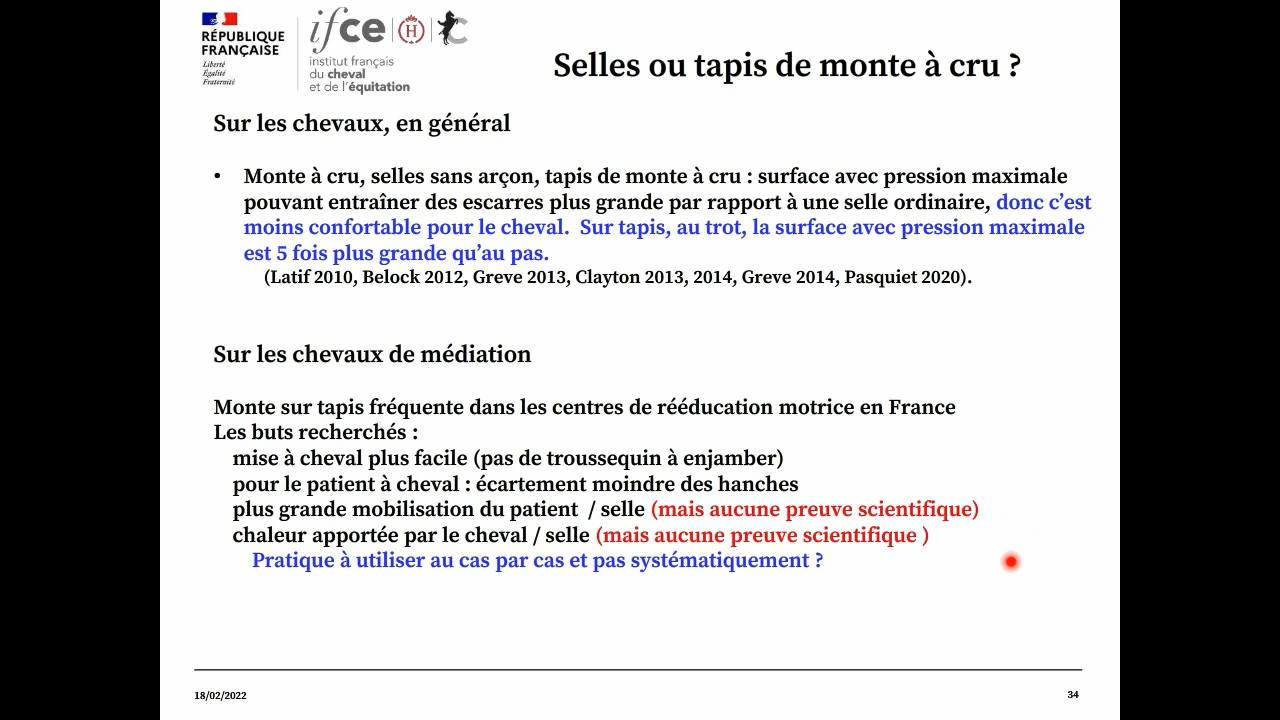 RÉPUBLIQUE
FRANÇAISE
Liberté
Égalité
Fraternité
ifce
H
institut français
du cheval
et de l'équitation
Selles ou tapis de monte à cru ?
Sur les chevaux, en général
• Monte à cru, selles sans arçon, tapis de monte à cru : surface avec pression maximale
pouvant entraîner des escarres plus grande par rapport à une selle ordinaire, donc c'est
moins confortable pour le cheval. Sur tapis, au trot, la surface avec pression maximale
est 5 fois plus grande qu'au pas.
(Latif 2010, Belock 2012, Greve 2013, Clayton 2013, 2014, Greve 2014, Pasquiet 2020).
Sur les chevaux de médiation
Monte sur tapis fréquente dans les centres de rééducation motrice en France
Les buts recherchés :
mise à cheval plus facile (pas de troussequin à enjamber)
pour le patient à cheval : écartement moindre des hanches
plus grande mobilisation du patient / selle (mais aucune preuve scientifique)
chaleur apportée par le cheval / selle (mais aucune preuve scientifique )
Pratique à utiliser au cas par cas et pas systématiquement ?
18/02/2022
34